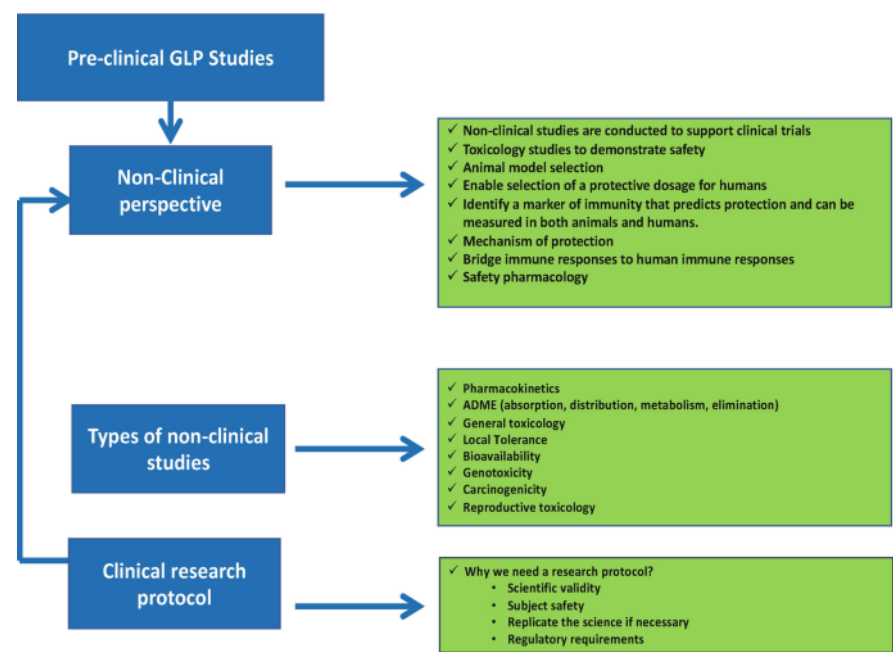 Pre-clinical GLP Studies
Non-Clinical
perspective
✓ Non-clinical studies are conducted to support clinical trials
✓ Toxicology studies to demonstrate safety
✓ Animal model selection
✓ Enable selection of a protective dosage for humans
✓ Identify a marker of immunity that predicts protection and can be
measured in both animals and humans.
✓ Mechanism of protection
✓ Bridge immune responses to human immune responses
✓ Safety pharmacology
Types of non-clinical
studies
✓ Pharmacokinetics
✓ ADME (absorption, distribution, metabolism, elimination)
✓ General toxicology
✓ Local Tolerance
✓ Bioavailability
✓ Genotoxicity
✓ Carcinogenicity
✓ Reproductive toxicology
Clinical research
protocol
✓ Why we need a research protocol?
• Scientific validity
• Subject safety
• Replicate the science if necessary
• Regulatory requirements